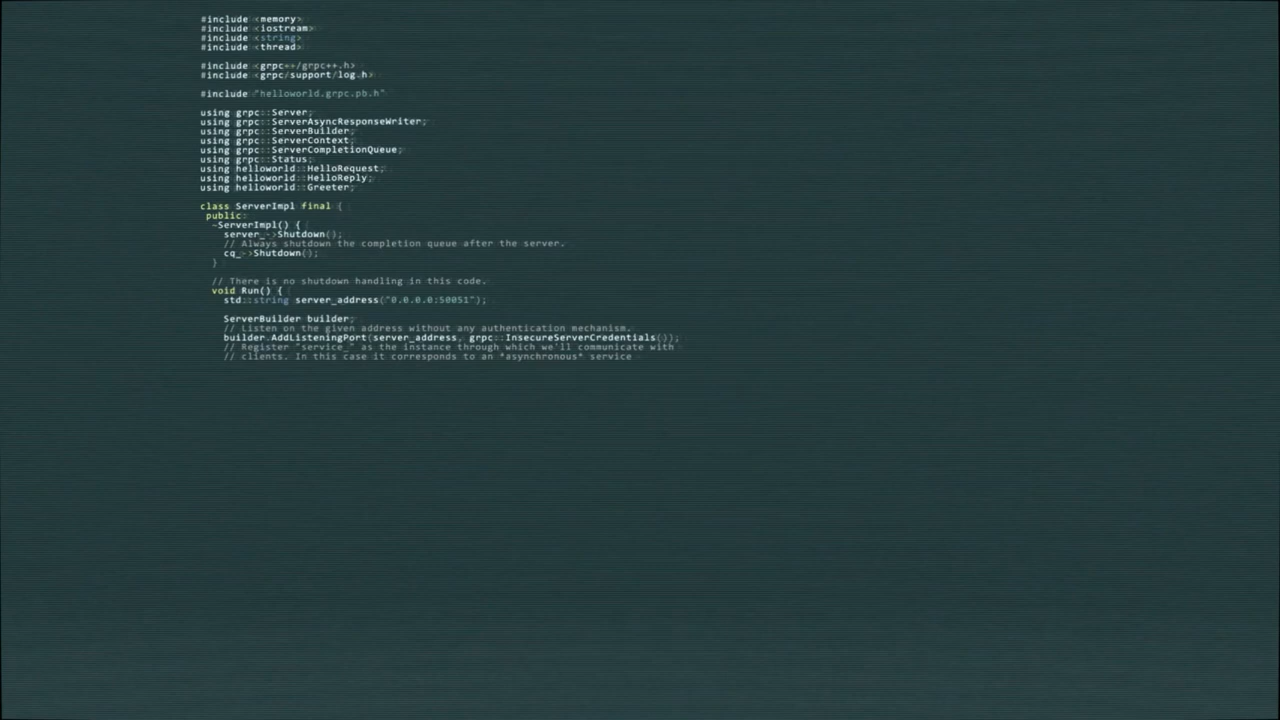 #include <memory>
#include <iostream>
#include <string>
#include <thread>
#include <grpc++/grpc++.h>
#include <grpc/support/log.h>
#include "helloworld.grpc.pb.h"
using grpc::Server;
using grpc::ServerAsyncResponseWriter;
using grpc::ServerBuilder;
using grpc::ServerContext;
using grpc::ServerCompletionQueue;
using grpc::Status;
using helloworld::HelloRequest;
using helloworld::HelloReply;
using helloworld::Greeter;
class ServerImpl final {
public:
~ServerImpl() {
server_->Shutdown();
// Always shutdown the completion queue after the server.
cq_->Shutdown();
}
// There is no shutdown handling in this code.
void Run() {
std::string server_address("0.0.0.0:50051");
ServerBuilder builder;
// Listen on the given address without any authentication mechanism.
builder.AddListeningPort(server_address, grpc::InsecureServerCredentials());
// Register "service_" as the instance through which we'll communicate with
// clients. In this case it corresponds to an *asynchronous* service